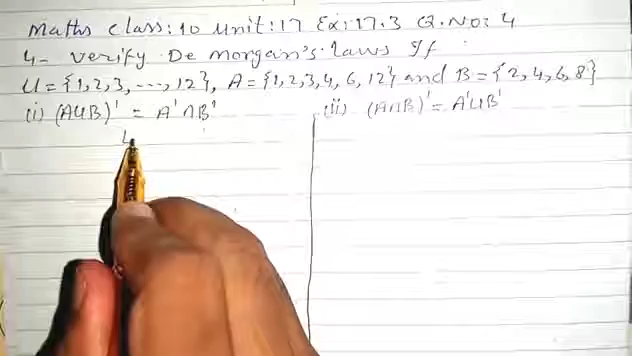 Maths Class:10 Unit:17 Ex:17.3 Q.No: 4
4- Verify De Morgan's laws if :
U = {1,2,3, ---, 12}, A = {1,2,3,4, 6, 12} and B = {2,4,6,8}
(i) (A∪B)' = A'∩B' (ii) (A∩B)' = A'∪B'